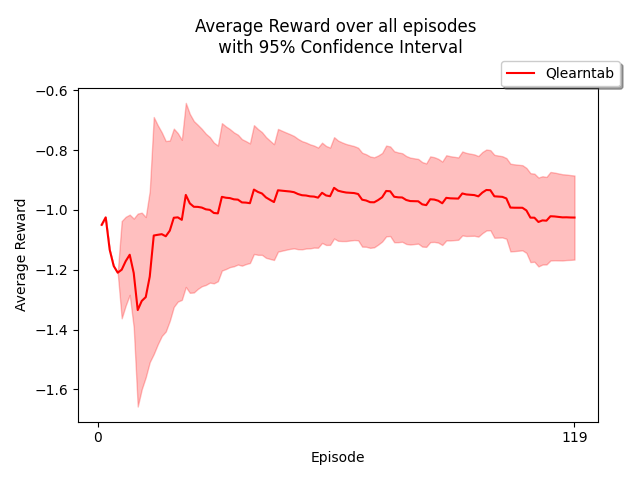 Average Reward over all episodes
with 95% Confidence Interval
Qlearntab
−0.6
−0.8
−1.0
−1.2
−1.4
−1.6
Average Reward
0
119
Episode